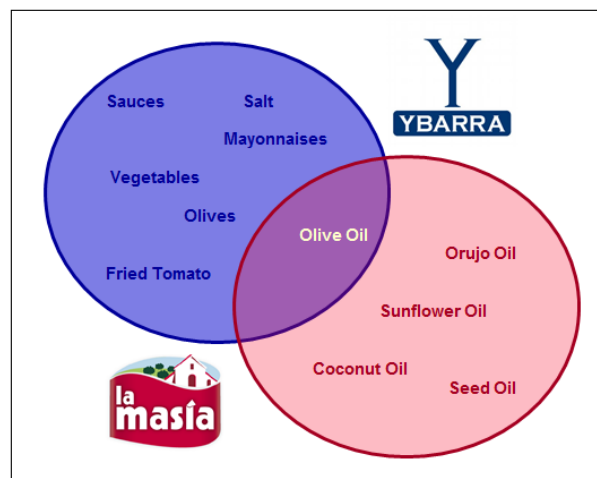 Sauces Salt
Y
YBARRA
Mayonnaises
Vegetables
Olives
Olive Oil
Orujo Oil
Fried Tomato
Sunflower Oil
Coconut Oil
Seed Oil
la
masía